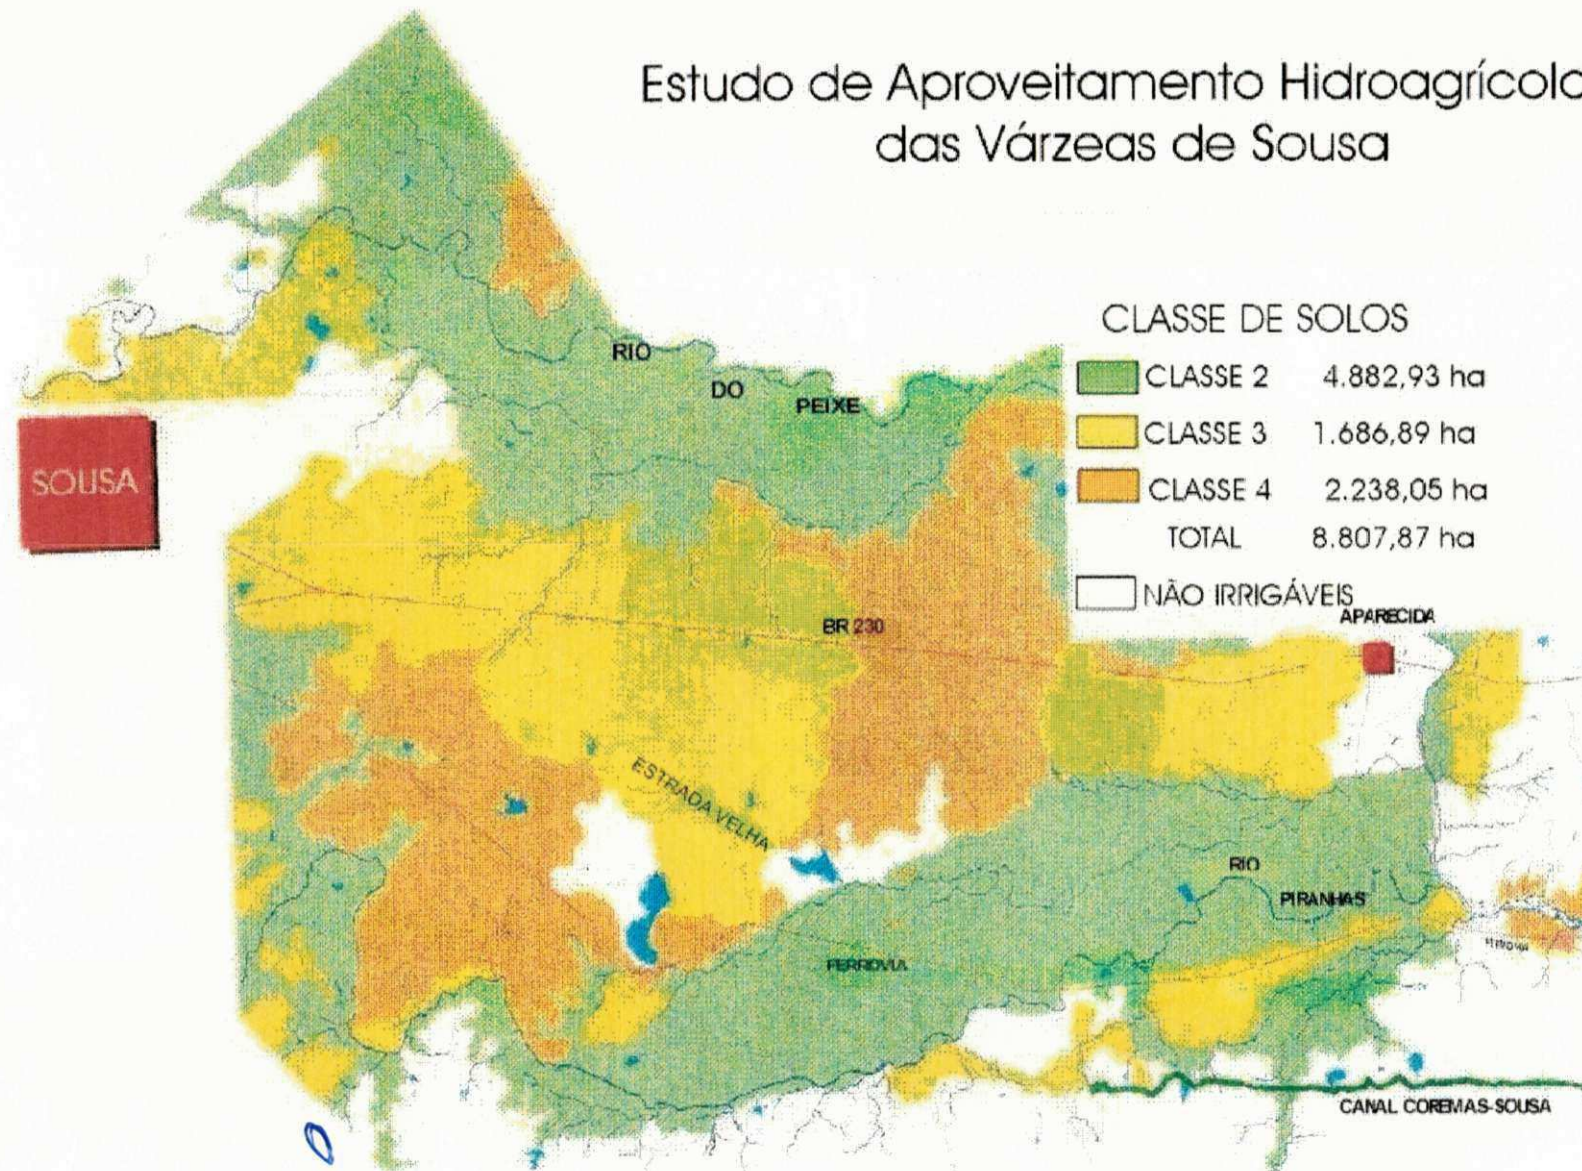 Estudo de Aproveitamento Hidroagrícola
das Várzeas de Sousa
CLASSE DE SOLOS
CLASSE 2 4.882,93 ha
CLASSE 3 1.686,89 ha
CLASSE 4 2.238,05 ha
TOTAL 8.807,87 ha
NÃO IRRIGÁVEIS
RIO
DO
PEIXE
SOUSA
APARECIDA
BR 230
ESTRADA VELHA
RIO
PIRANHAS
FERROVIA
FERROVIA
CANAL COREMAS-SOUSA